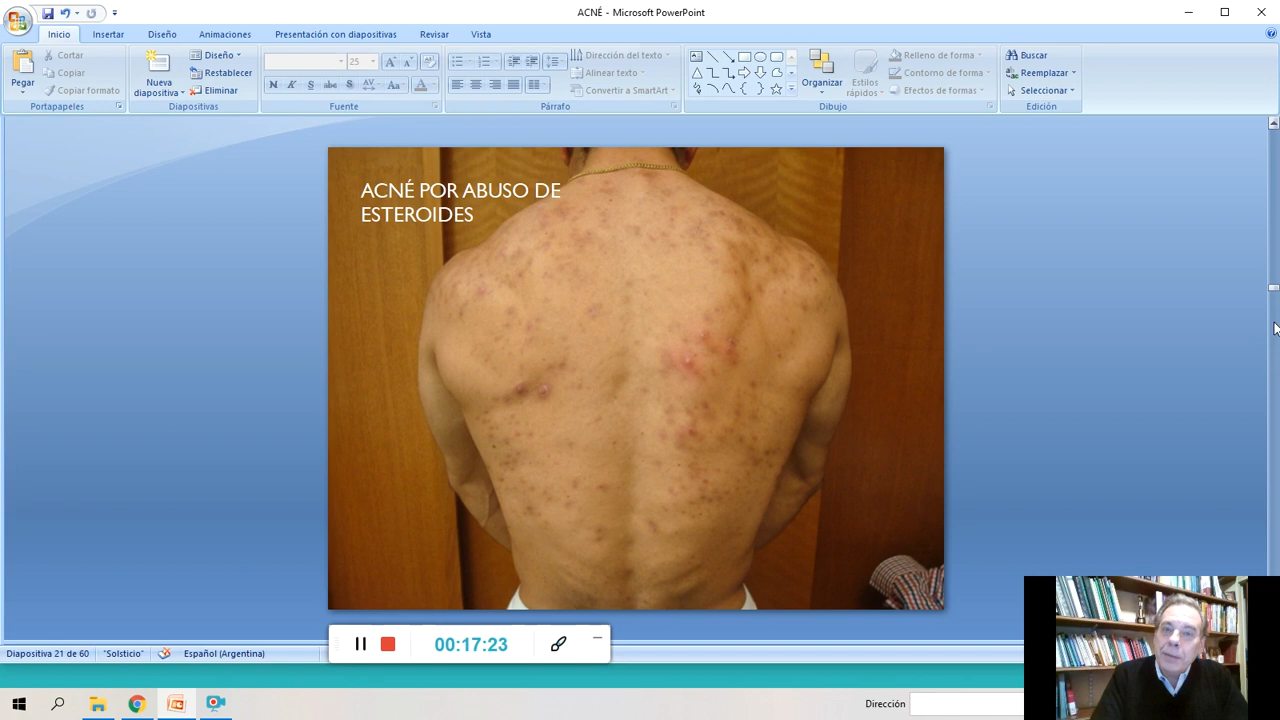 ACNÉ - Microsoft PowerPoint
Inicio
Insertar
Diseño
Animaciones
Presentación con diapositivas
Revisar
Vista
Pegar
Cortar
Copiar
Copiar formato
Portapapeles
Nueva
diapositiva
Diseño
Restablecer
Eliminar
Diapositivas
25
Fuente
Párrafo
Dirección del texto
Alinear texto
Convertir a SmartArt
Organizar
Estilos
rápidos
Relleno de forma
Contorno de forma
Efectos de formas
Dibujo
Buscar
Reemplazar
Seleccionar
Edición
ACNÉ POR ABUSO DE
ESTEROIDES
00:17:23
Diapositiva 21 de 60
"Solsticio"
Español (Argentina)
Dirección